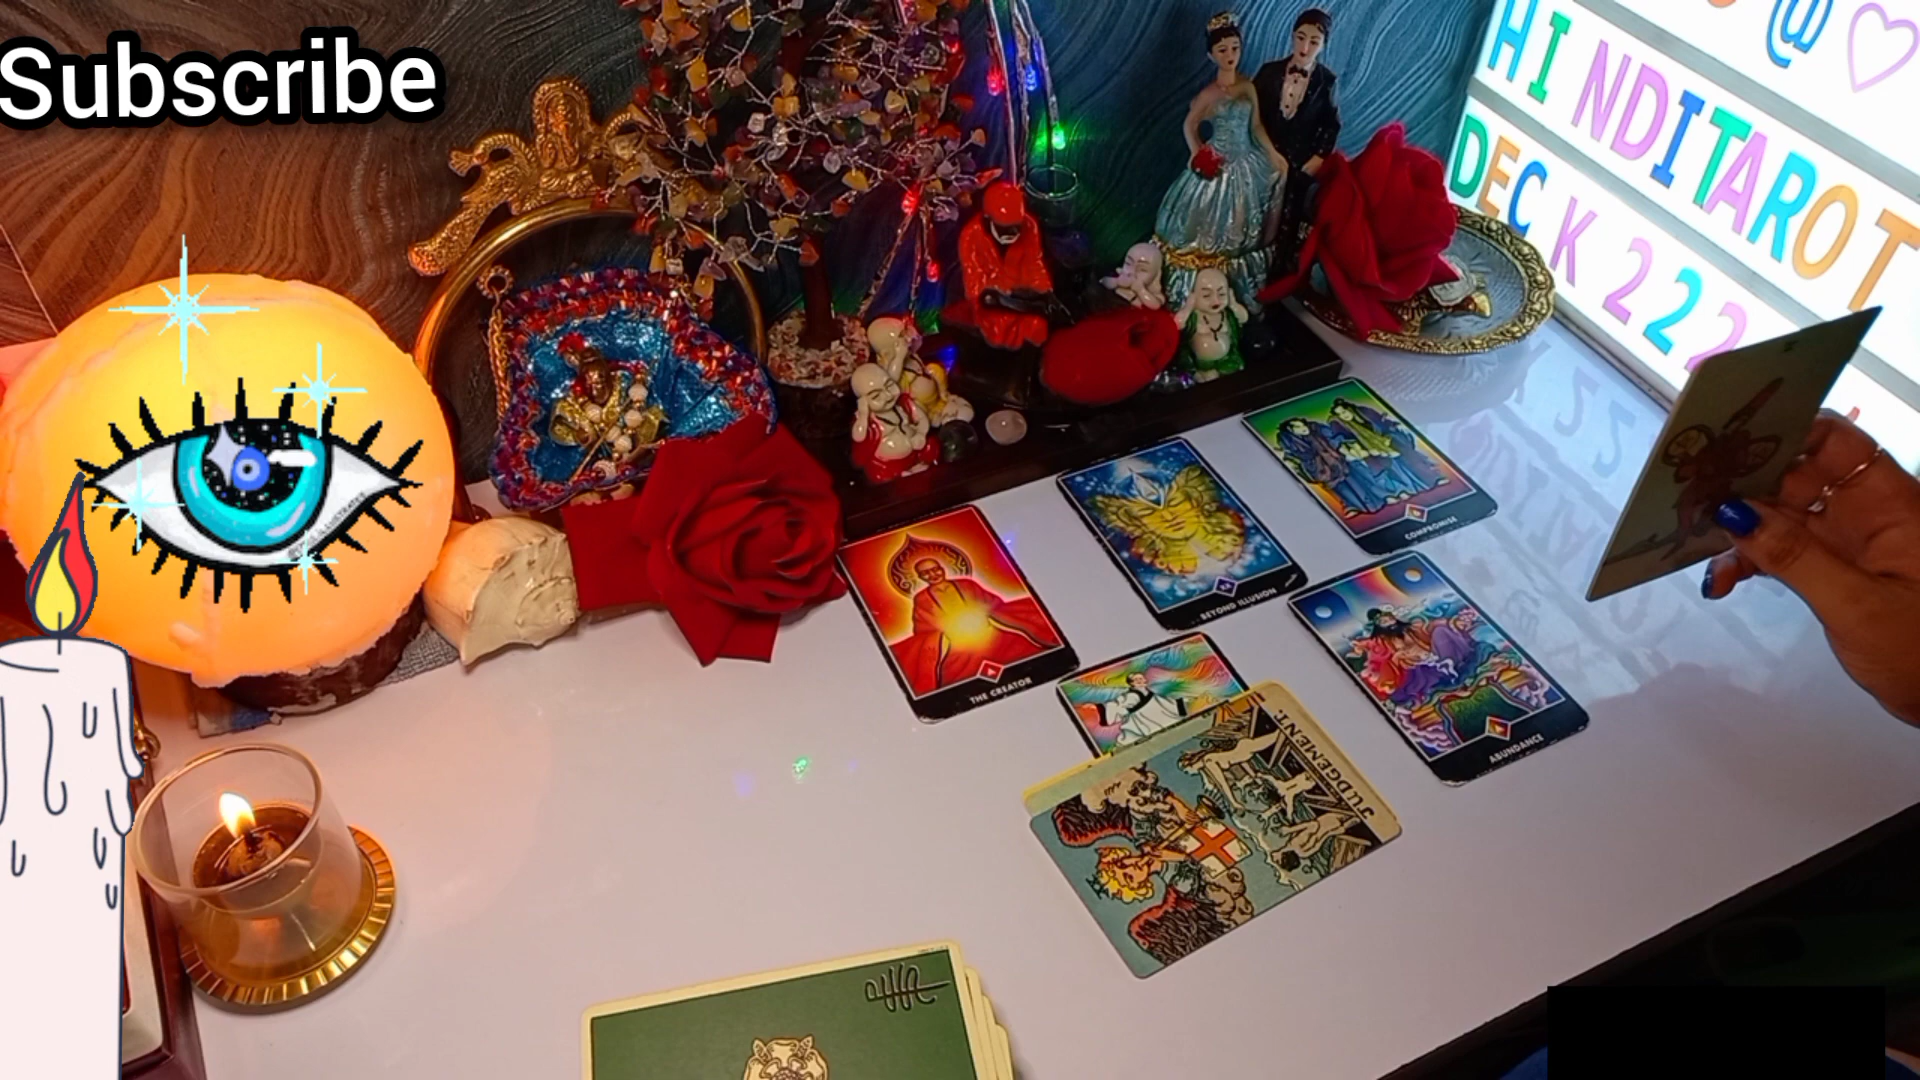 Subscribe
@
HINDITAROT
DECK 222
COMPROMISE
BEYOND ILLUSION
THE CREATOR
ABUNDANCE
JUDGEMENT.